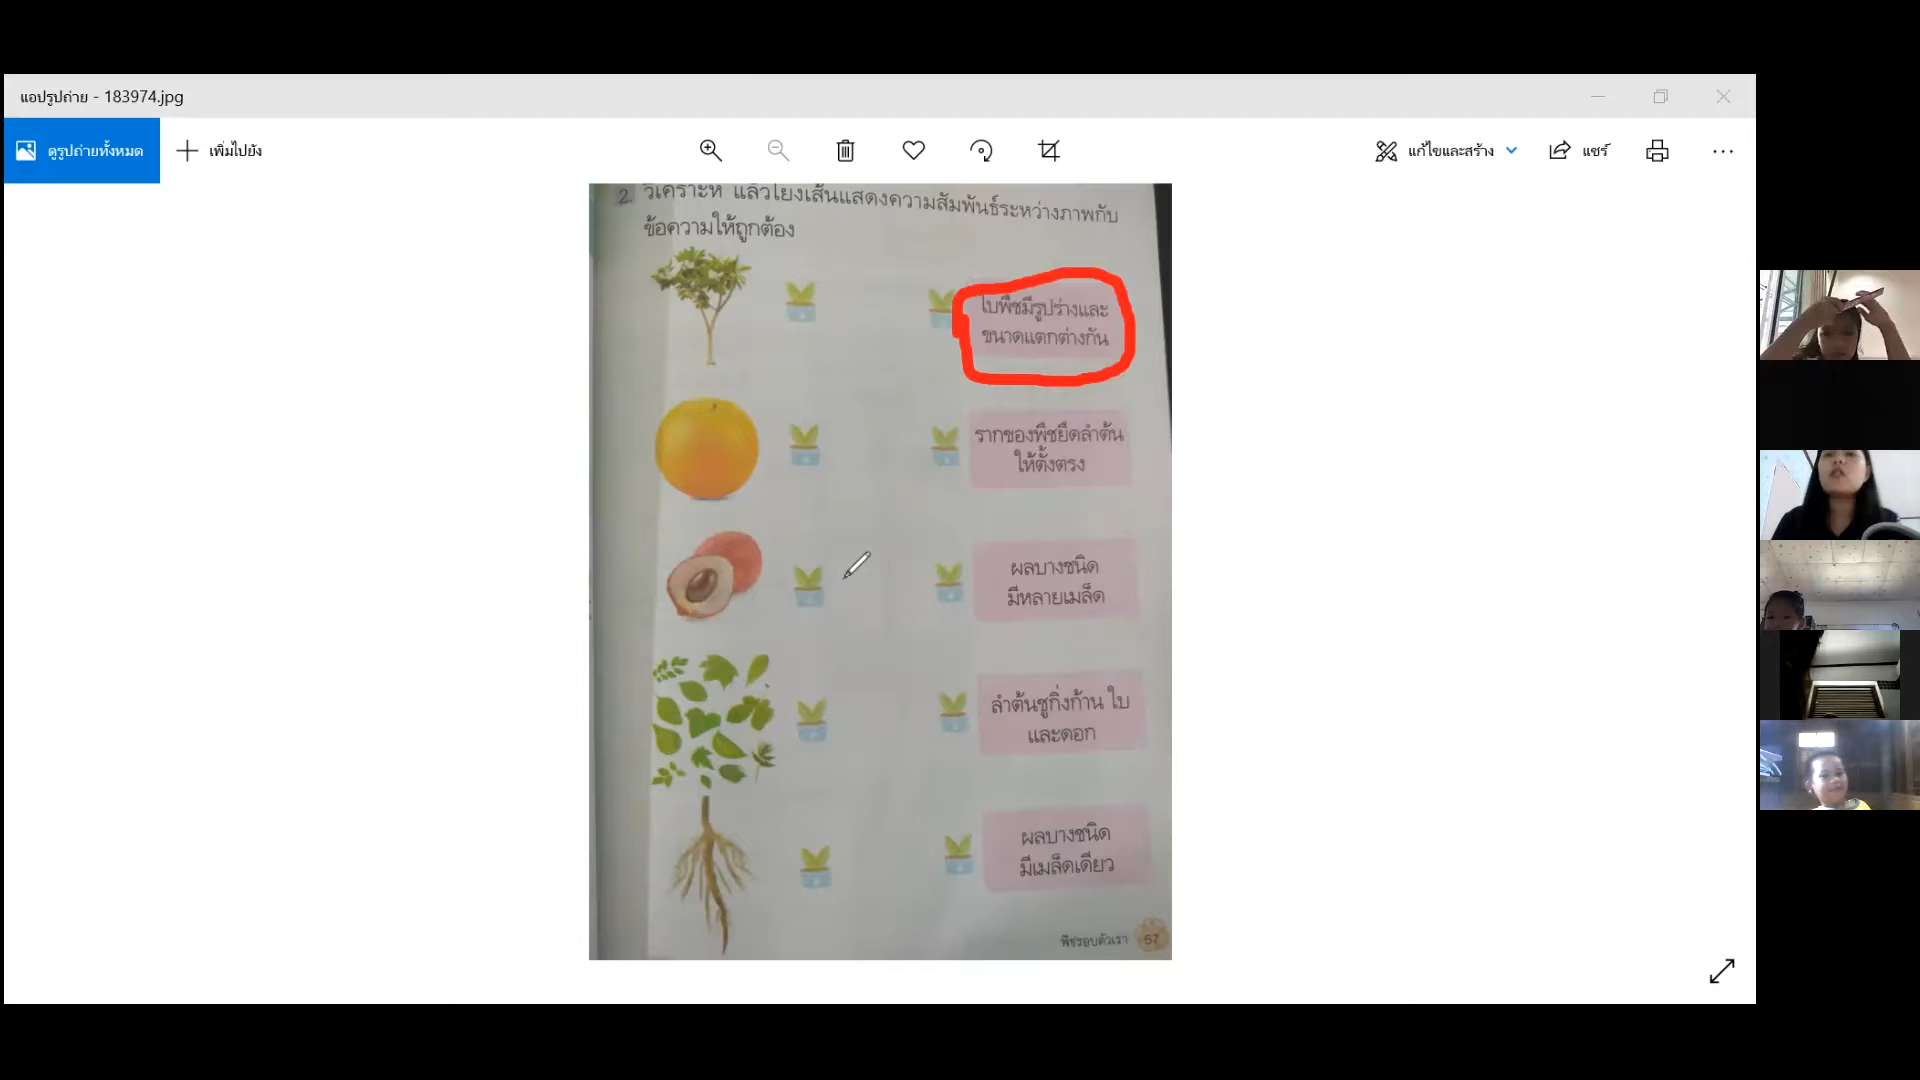 แอปรูปถ่าย - 183974.jpg
ดูรูปถ่ายทั้งหมด
เพิ่มไปยัง
แก้ไขและสร้าง
แชร์
2. วิเคราะห์ แล้วโยงเส้นแสดงความสัมพันธ์ระหว่างภาพกับ
ข้อความให้ถูกต้อง
ใบพืชมีรูปร่างและ
ขนาดแตกต่างกัน
รากของพืชยึดลำต้น
ให้ตั้งตรง
ผลบางชนิด
มีหลายเมล็ด
ลำต้นชูกิ่งก้าน ใบ
และดอก
ผลบางชนิด
มีเมล็ดเดียว
พืชรอบตัวเรา 57